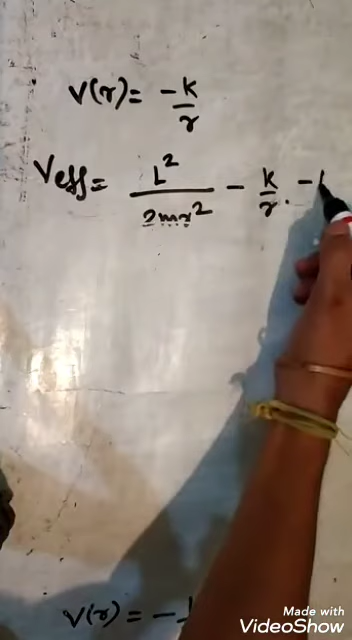 V(r) = -k/r
Veff = L²/2mr² - k/r . -
V(r) = -
Made with
VideoShow